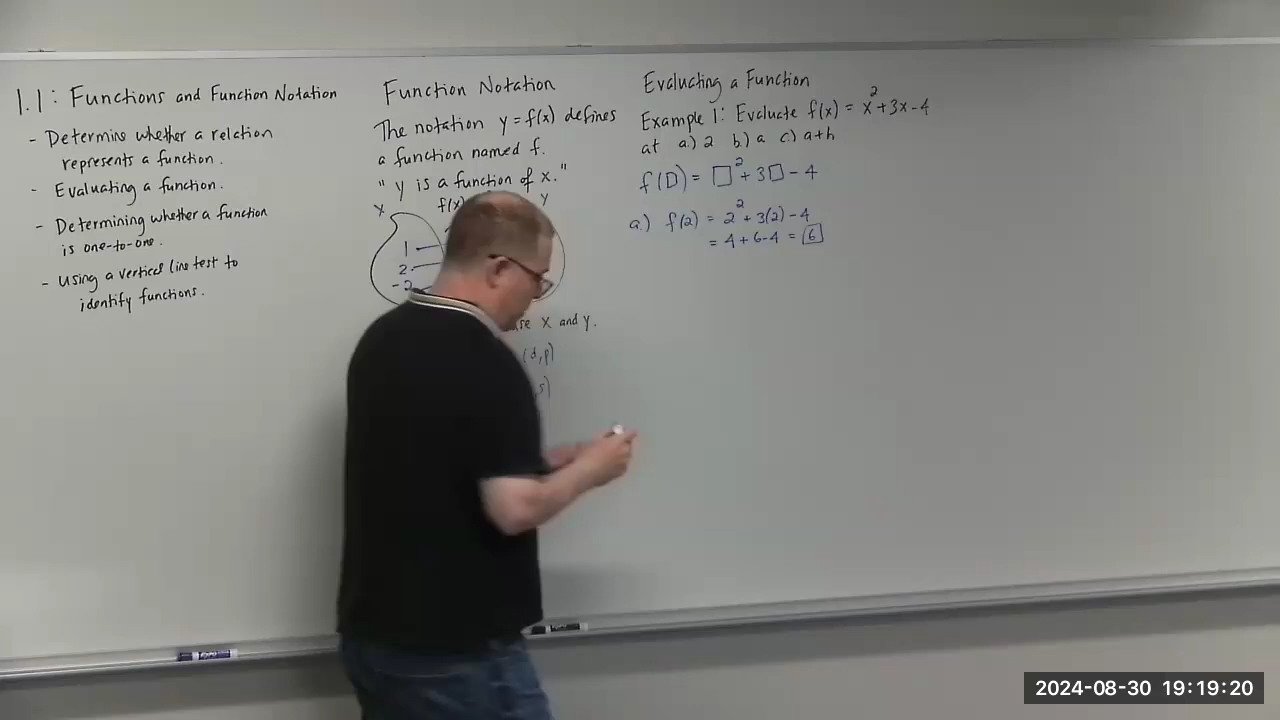 1.1: Functions and Function Notation
- Determine whether a relation
represents a function.
- Evaluating a function.
- Determining whether a function
is one-to-one.
- Using a vertical line test to
identify functions.
Function Notation
The notation y = f(x) defines
a function named f.
"y is a function of x."
f(x)
x
y
1
2
-2
x and y.
(d,p)
s)
Evaluating a Function
Example 1: Evaluate f(x) = x² + 3x - 4
at a.) 2 b.) a c.) a+h
f(□) = □² + 3□ - 4
a.) f(2) = 2² + 3(2) - 4
= 4 + 6 - 4 = 6
2024-08-30 19:19:20